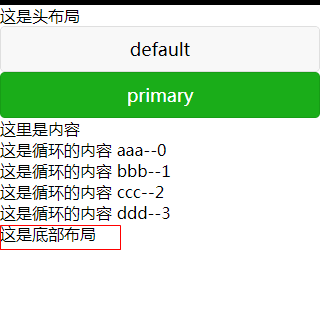 这是头布局
default
primary
这里是内容
这是循环的内容 aaa--0
这是循环的内容 bbb--1
这是循环的内容 ccc--2
这是循环的内容 ddd--3
这是底部布局